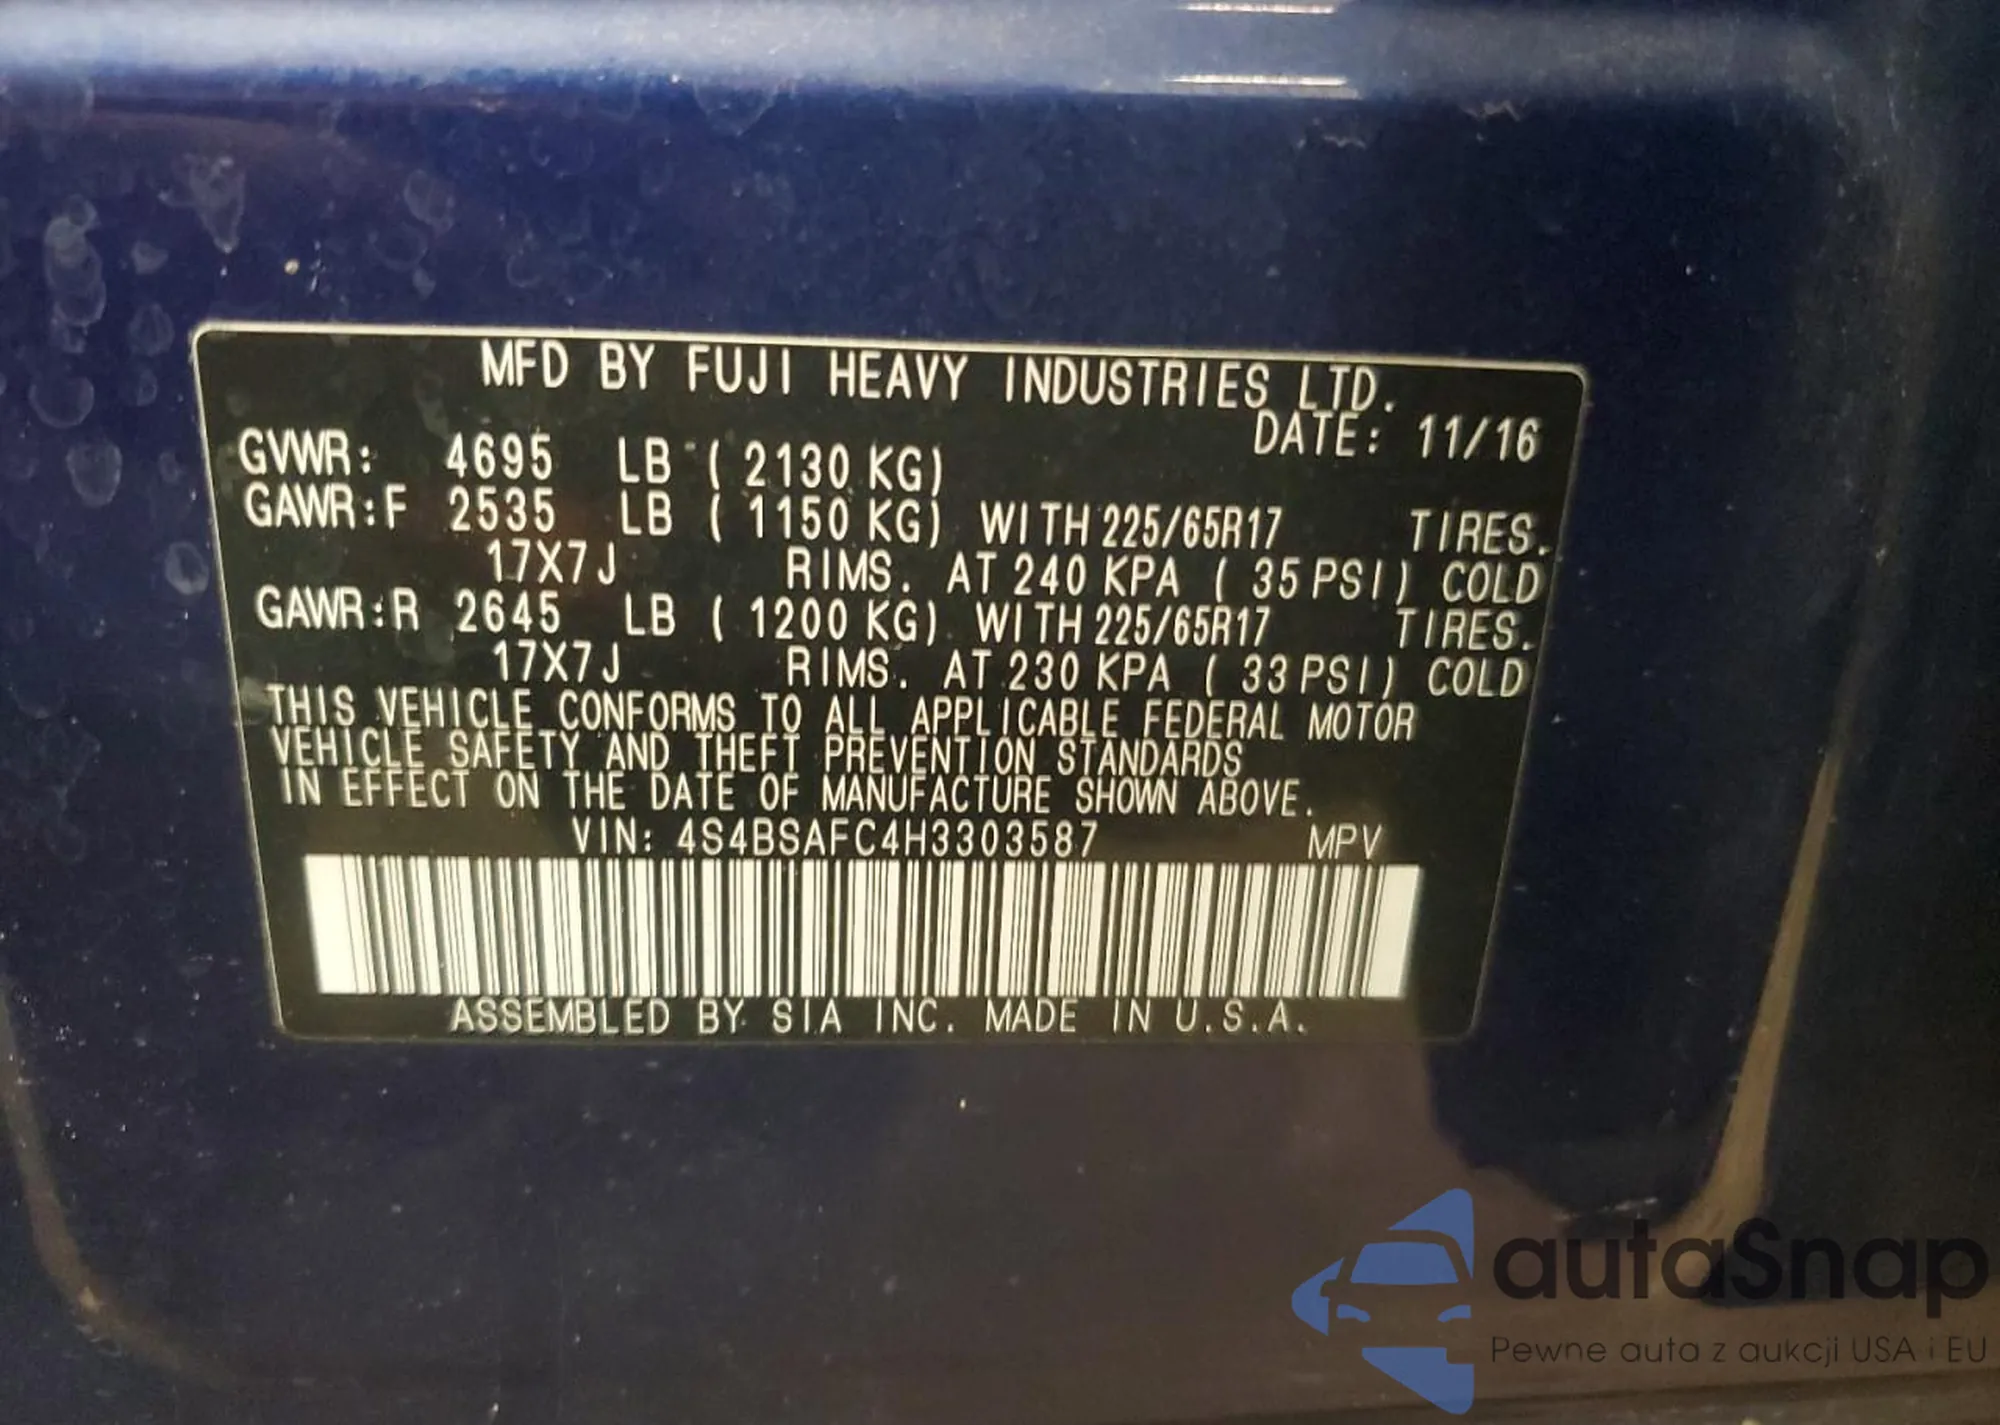 MFD BY FUJI HEAVY INDUSTRIES LTD.
DATE: 11/16
GVWR: 4695 LB ( 2130 KG)
GAWR:F 2535 LB ( 1150 KG) WITH 225/65R17 TIRES.
17X7J RIMS. AT 240 KPA ( 35 PSI) COLD
GAWR:R 2645 LB ( 1200 KG) WITH 225/65R17 TIRES.
17X7J RIMS. AT 230 KPA ( 33 PSI) COLD
THIS VEHICLE CONFORMS TO ALL APPLICABLE FEDERAL MOTOR
VEHICLE SAFETY AND THEFT PREVENTION STANDARDS
IN EFFECT ON THE DATE OF MANUFACTURE SHOWN ABOVE.
VIN: 4S4BSAFC4H3303587 MPV
ASSEMBLED BY SIA INC. MADE IN U.S.A.
autaSnap
Pewne auta z aukcji USA i EU